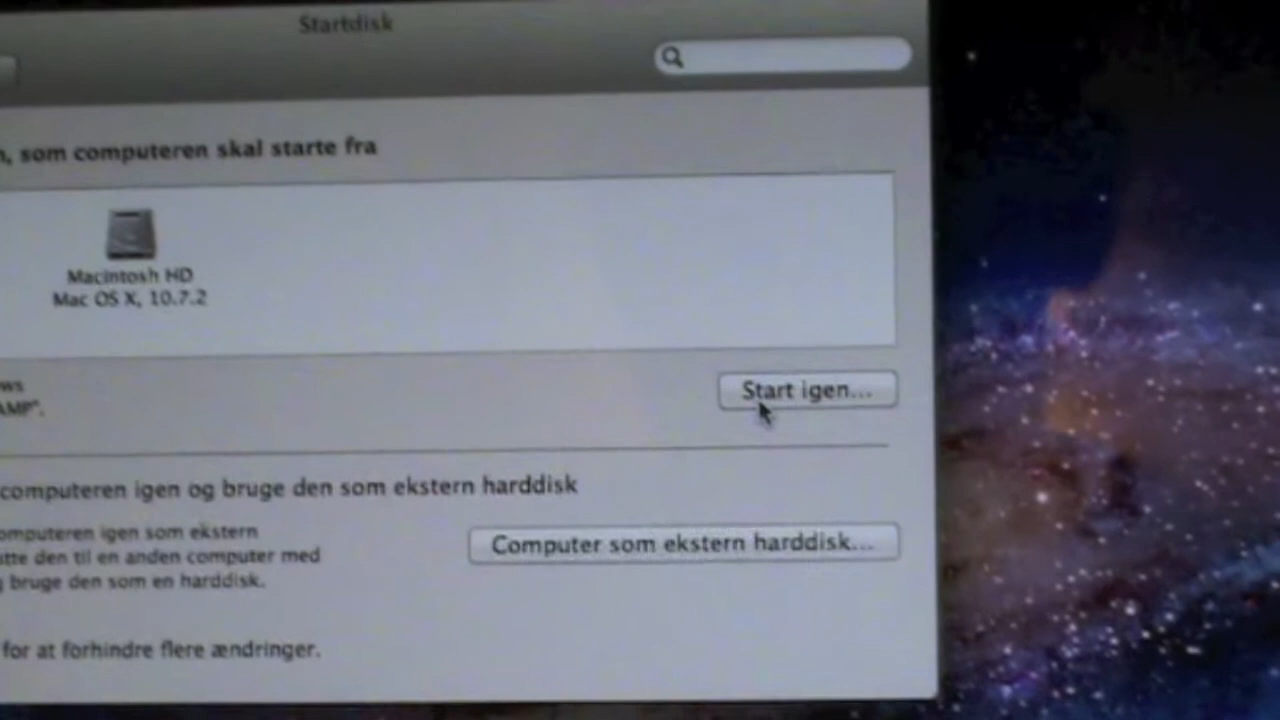 Startdisk
, som computeren skal starte fra
Macintosh HD
Mac OS X, 10.7.2
ws
AMP".
Start igen...
computeren igen og bruge den som ekstern harddisk
omputeren igen som ekstern
tte den til en anden computer med
bruge den som en harddisk.
Computer som ekstern harddisk...
for at forhindre flere ændringer.